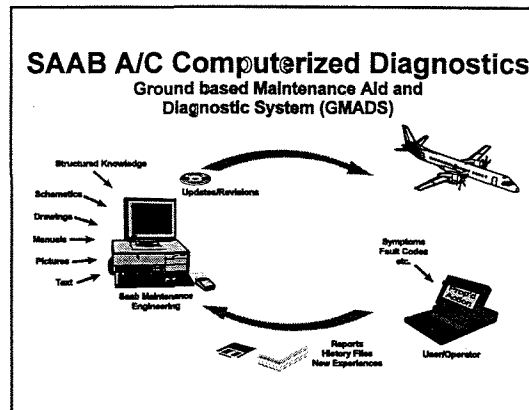 SAAB A/C Computerized Diagnostics
Ground based Maintenance Aid and
Diagnostic System (GMADS)
Structured Knowledge
Schematics
Drawings
Manuals
Pictures
Text
Updates/Revisions
Saab Maintenance
Engineering
Symptoms
Fault Codes
etc.
Action
User/Operator
Reports
History Files
New Experiences